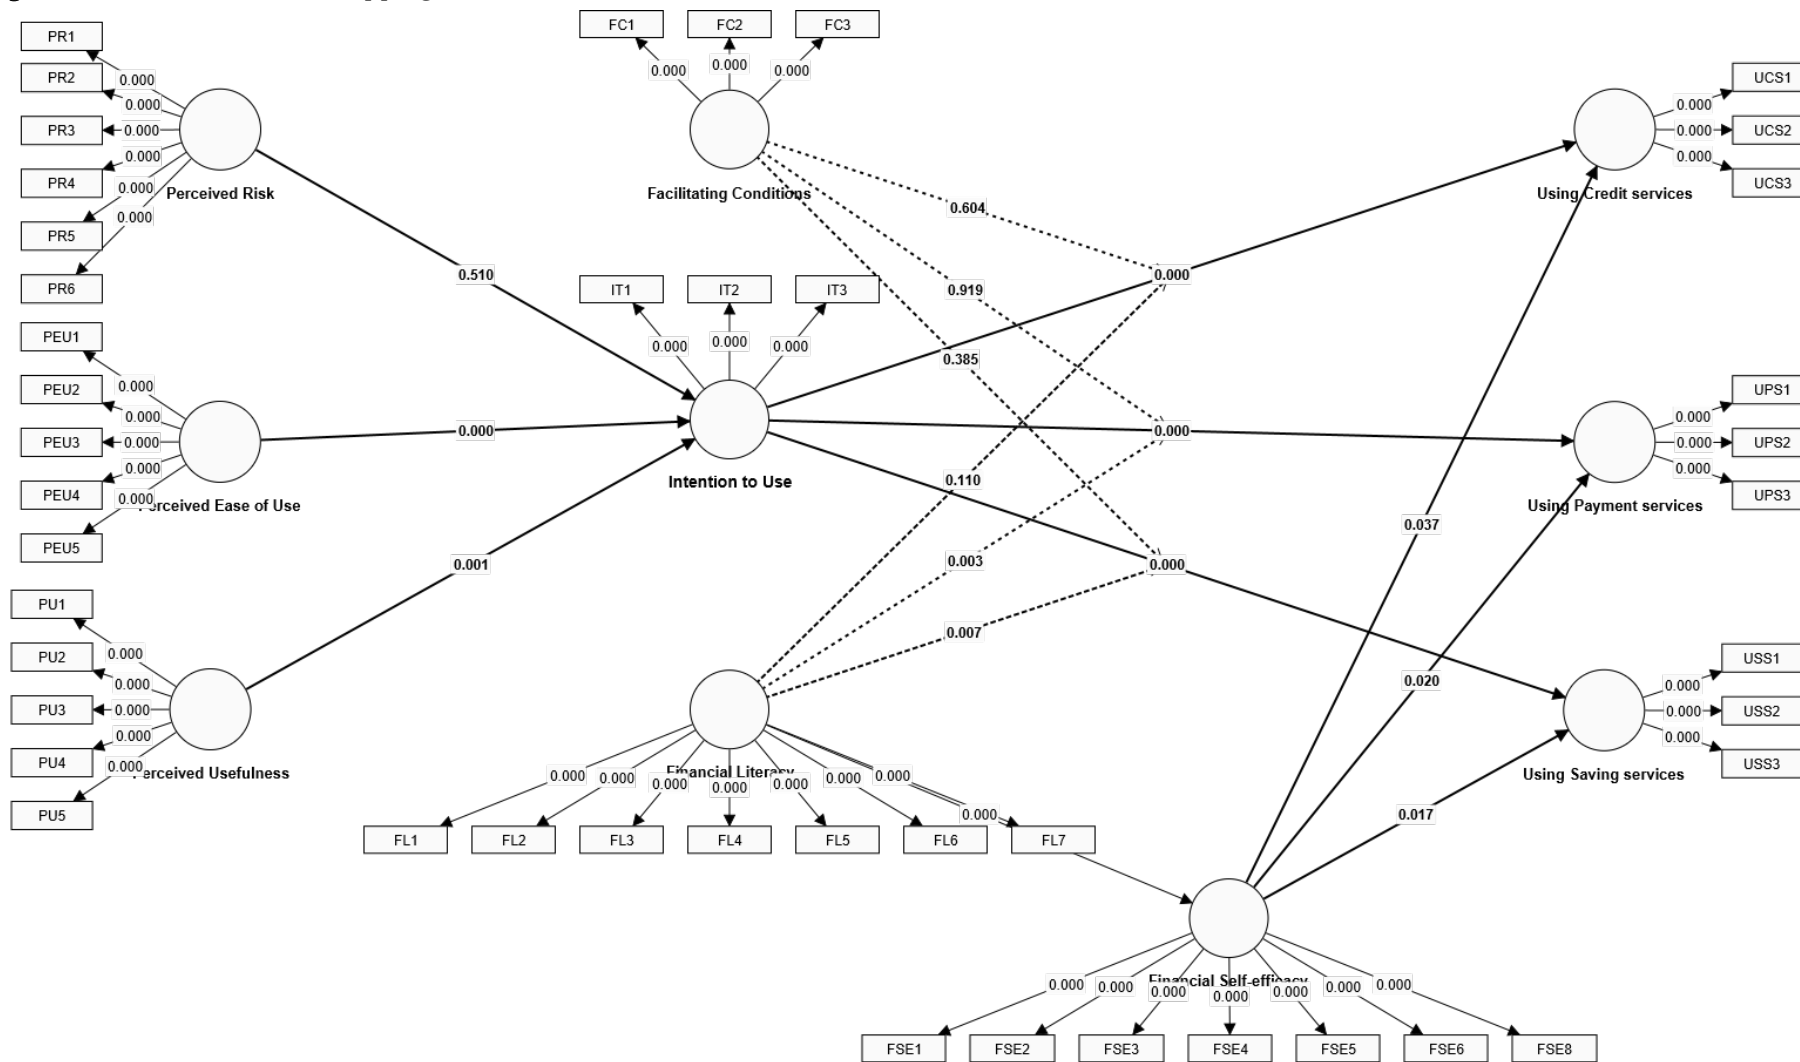 PR1
PR2
PR3
PR4
PR5
PR6
0.000
0.000
0.000
0.000
0.000
0.000
Perceived Risk
FC1
FC2
FC3
0.000
0.000
0.000
Facilitating Conditions
UCS1
UCS2
UCS3
0.000
0.000
0.000
Using Credit services
0.510
0.604
0.919
0.385
0.000
IT1
IT2
IT3
0.000
0.000
0.000
Intention to Use
PEU1
PEU2
PEU3
PEU4
PEU5
0.000
0.000
0.000
0.000
0.000
Perceived Ease of Use
0.000
0.000
UPS1
UPS2
UPS3
0.000
0.000
0.000
Using Payment services
0.110
0.003
0.007
0.001
0.000
0.037
0.020
0.017
PU1
PU2
PU3
PU4
PU5
0.000
0.000
0.000
0.000
0.000
Perceived Usefulness
USS1
USS2
USS3
0.000
0.000
0.000
Using Saving services
Financial Literacy
0.000
0.000
0.000
0.000
0.000
0.000
0.000
0.000
FL1
FL2
FL3
FL4
FL5
FL6
FL7
Financial Self-efficacy
0.000
0.000
0.000
0.000
0.000
0.000
0.000
FSE1
FSE2
FSE3
FSE4
FSE5
FSE6
FSE8